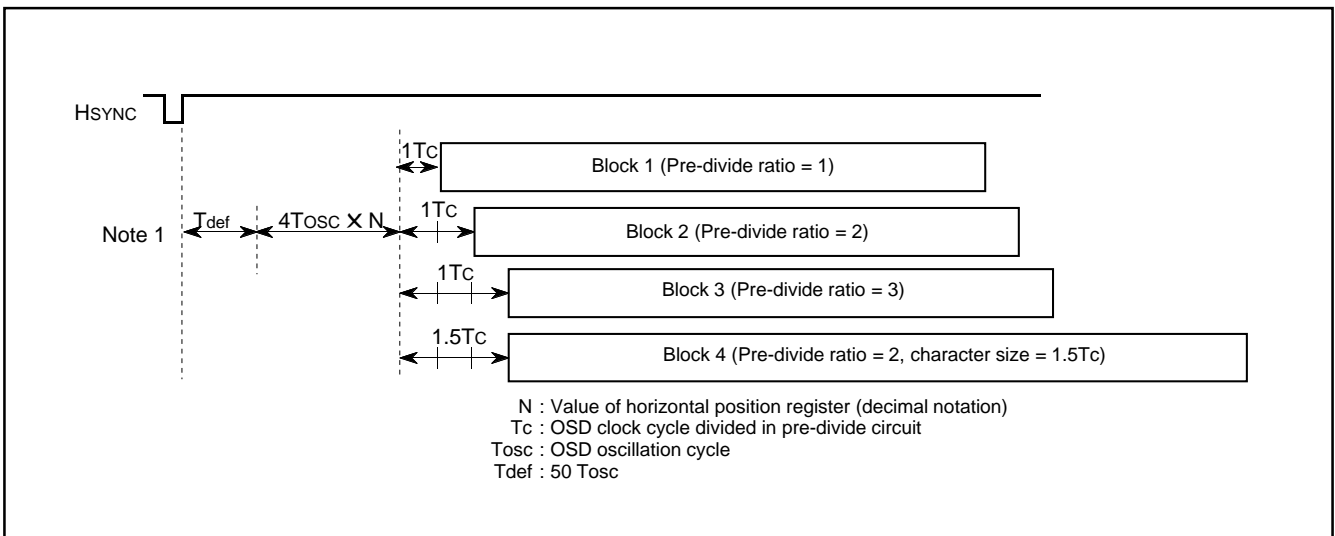 HSYNC
1TC
Block 1 (Pre-divide ratio = 1)
Note 1
Tdef
4TOSC × N
1TC
Block 2 (Pre-divide ratio = 2)
1TC
Block 3 (Pre-divide ratio = 3)
1.5TC
Block 4 (Pre-divide ratio = 2, character size = 1.5Tc)
N : Value of horizontal position register (decimal notation)
Tc : OSD clock cycle divided in pre-divide circuit
Tosc : OSD oscillation cycle
Tdef : 50 Tosc